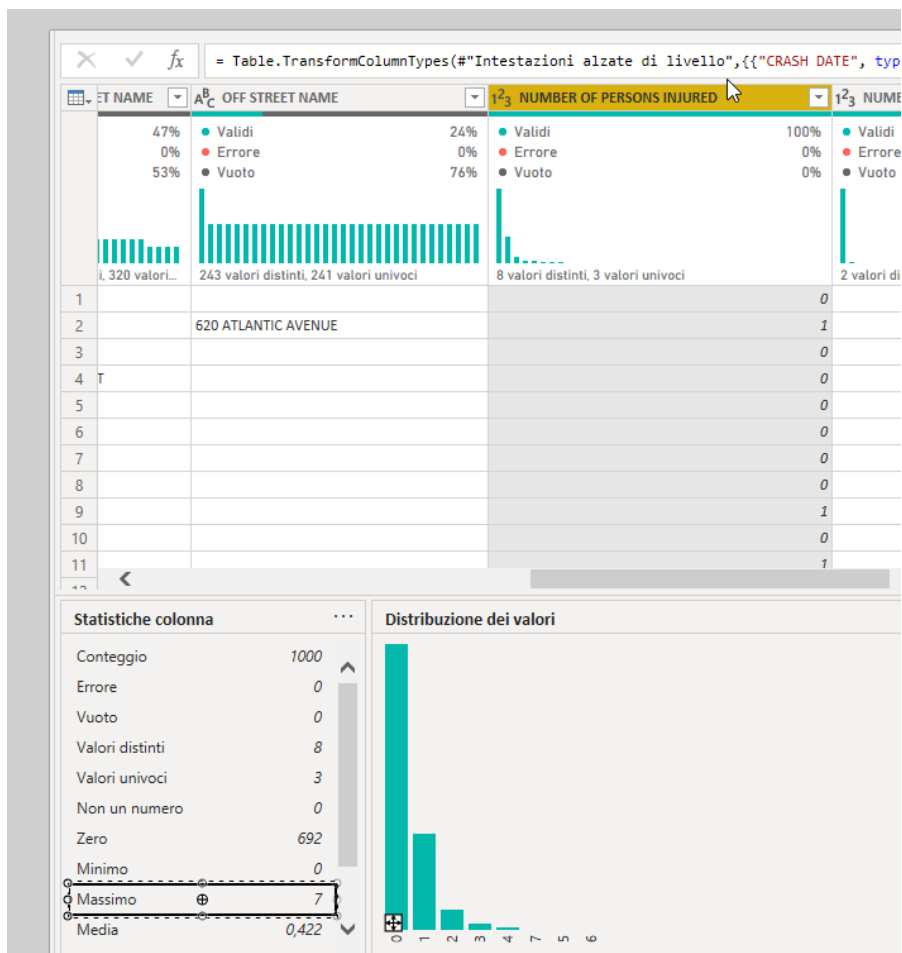 fx = Table.TransformColumnTypes(#"Intestazioni alzate di livello",{{"CRASH DATE", typ
ET NAME ABC OFF STREET NAME 123 NUMBER OF PERSONS INJURED 123 NUME
47% Validi 24% Validi 100% Validi
0% Errore 0% Errore 0% Errore
53% Vuoto 76% Vuoto 0% Vuoto
i, 320 valori... 243 valori distinti, 241 valori univoci 8 valori distinti, 3 valori univoci 2 valori di
1 0
2 620 ATLANTIC AVENUE 1
3 0
4 T 0
5 0
6 0
7 0
8 0
9 1
10 0
11 1
Statistiche colonna ...
Conteggio 1000
Errore 0
Vuoto 0
Valori distinti 8
Valori univoci 3
Non un numero 0
Zero 692
Minimo 0
Massimo 7
Media 0,422
Distribuzione dei valori
0 1 2 3 4 7 5 6